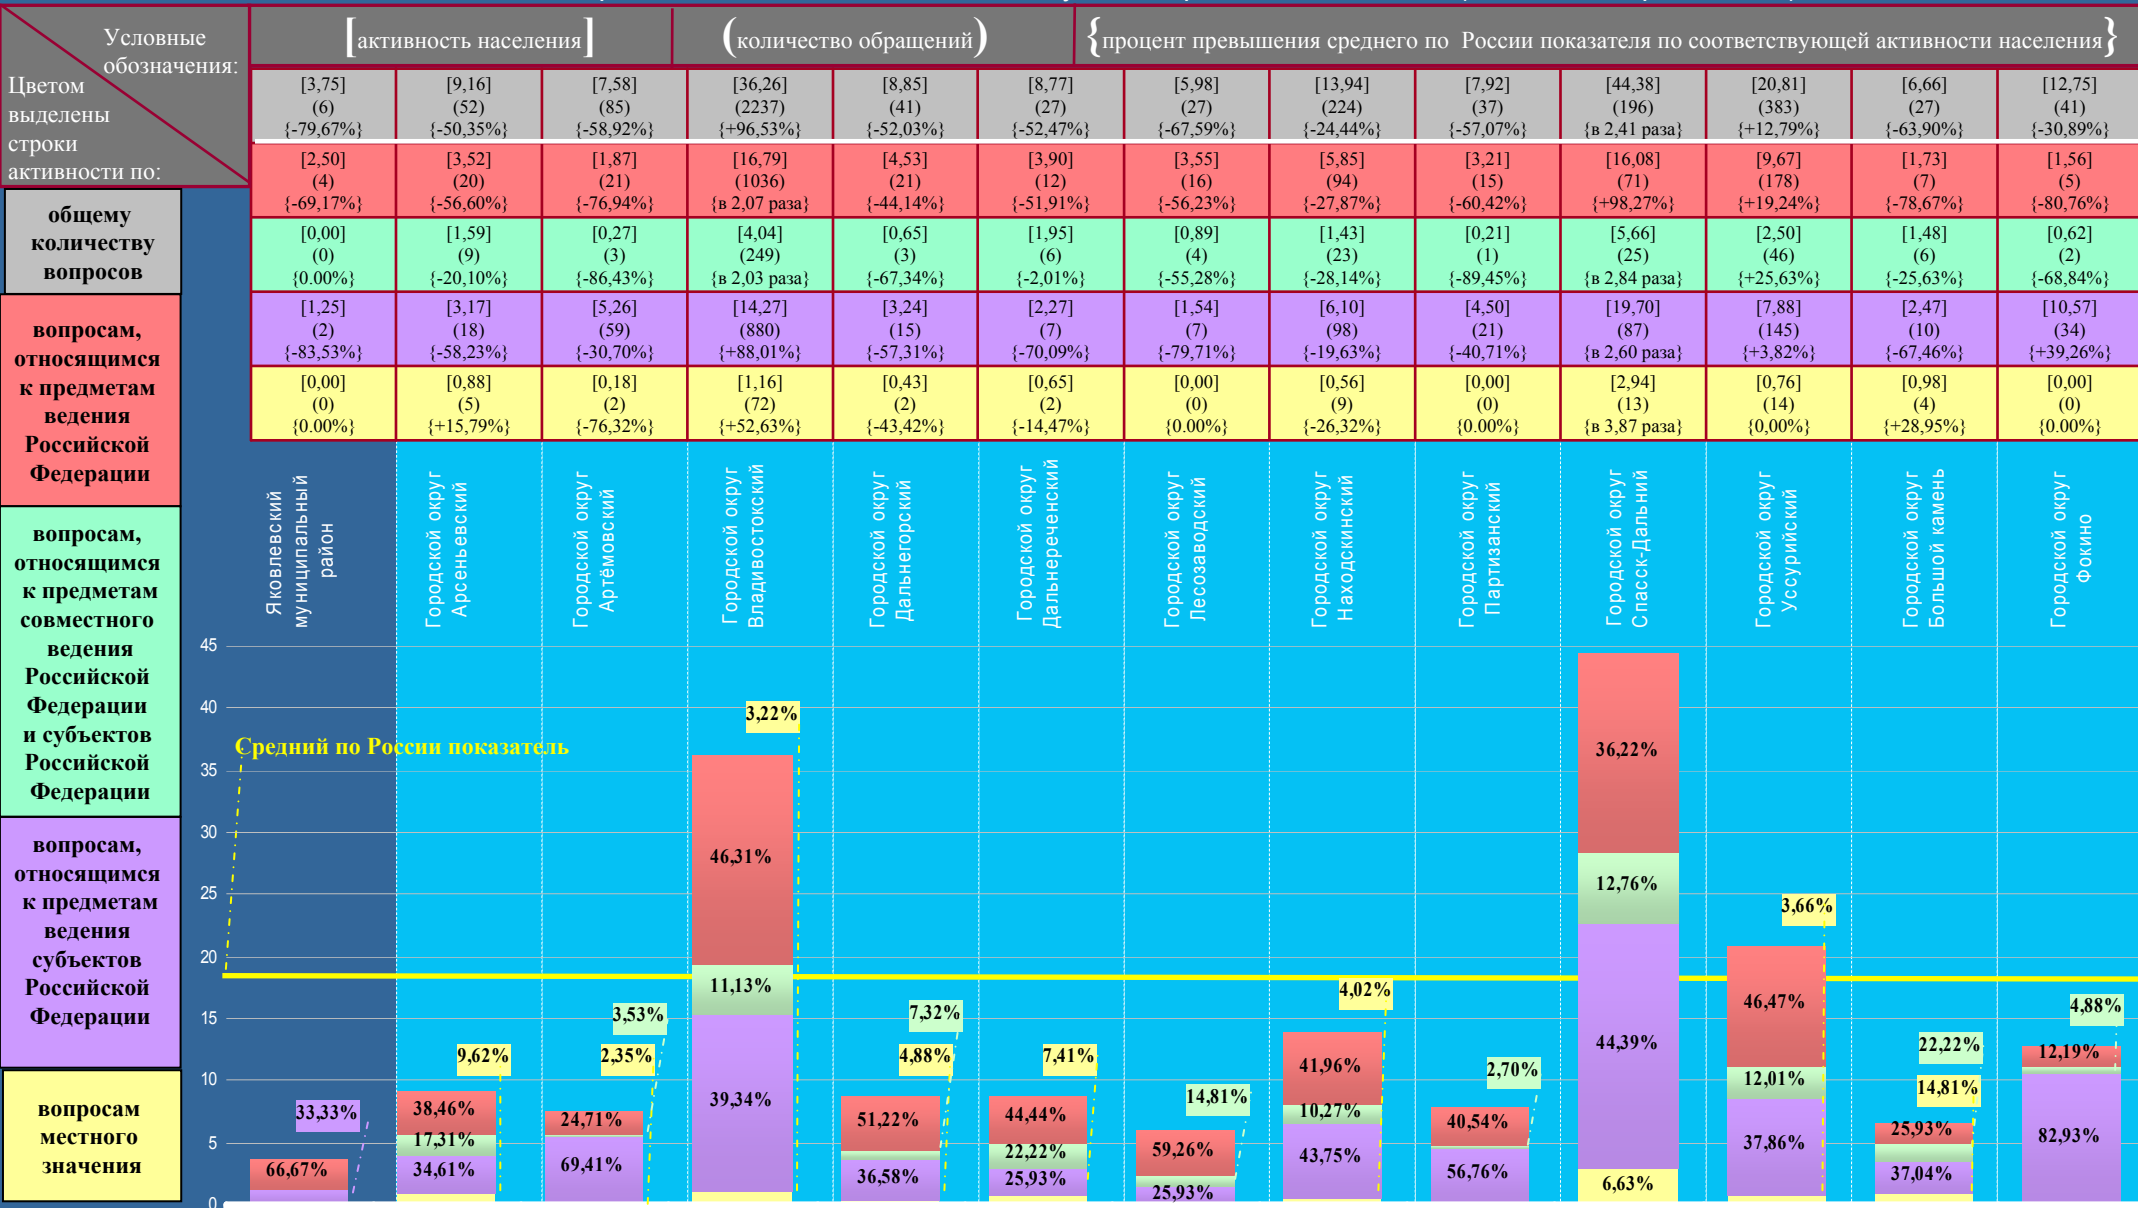 Условные
обозначения:
Цветом
выделены
строки
активности по:
[активность населения]
(количество обращений)
{процент превышения среднего по России показателя по соответствующей активности населения}
[3,75] [9,16] [7,58] [36,26] [8,85] [8,77] [5,98] [13,94] [7,92] [44,38] [20,81] [6,66] [12,75]
(6) (52) (85) (2237) (41) (27) (27) (224) (37) (196) (383) (27) (41)
{-79,67%} {-50,35%} {-58,92%} {+96,53%} {-52,03%} {-52,47%} {-67,59%} {-24,44%} {-57,07%} {в 2,41 раза} {+12,79%} {-63,90%} {-30,89%}
[2,50] [3,52] [1,87] [16,79] [4,53] [3,90] [3,55] [5,85] [3,21] [16,08] [9,67] [1,73] [1,56]
(4) (20) (21) (1036) (21) (12) (16) (94) (15) (71) (178) (7) (5)
{-69,17%} {-56,60%} {-76,94%} {в 2,07 раза} {-44,14%} {-51,91%} {-56,23%} {-27,87%} {-60,42%} {+98,27%} {+19,24%} {-78,67%} {-80,76%}
[0,00] [1,59] [0,27] [4,04] [0,65] [1,95] [0,89] [1,43] [0,21] [5,66] [2,50] [1,48] [0,62]
(0) (9) (3) (249) (3) (6) (4) (23) (1) (25) (46) (6) (2)
{0.00%} {-20,10%} {-86,43%} {в 2,03 раза} {-67,34%} {-2,01%} {-55,28%} {-28,14%} {-89,45%} {в 2,84 раза} {+25,63%} {-25,63%} {-68,84%}
[1,25] [3,17] [5,26] [14,27] [3,24] [2,27] [1,54] [6,10] [4,50] [19,70] [7,88] [2,47] [10,57]
(2) (18) (59) (880) (15) (7) (7) (98) (21) (87) (145) (10) (34)
{-83,53%} {-58,23%} {-30,70%} {+88,01%} {-57,31%} {-70,09%} {-79,71%} {-19,63%} {-40,71%} {в 2,60 раза} {+3,82%} {-67,46%} {+39,26%}
[0,00] [0,88] [0,18] [1,16] [0,43] [0,65] [0,00] [0,56] [0,00] [2,94] [0,76] [0,98] [0,00]
(0) (5) (2) (72) (2) (2) (0) (9) (0) (13) (14) (4) (0)
{0.00%} {+15,79%} {-76,32%} {+52,63%} {-43,42%} {-14,47%} {0.00%} {-26,32%} {0.00%} {в 3,87 раза} {0,00%} {+28,95%} {0.00%}
общему
количеству
вопросов
вопросам,
относящимся
к предметам
ведения
Российской
Федерации
вопросам,
относящимся
к предметам
совместного
ведения
Российской
Федерации
и субъектов
Российской
Федерации
вопросам,
относящимся
к предметам
ведения
субъектов
Российской
Федерации
вопросам
местного
значения
Яковлевский
муниципальный
район
Городской округ
Арсеньевский
Городской округ
Артёмовский
Городской округ
Владивостокский
Городской округ
Дальнегорский
Городской округ
Дальнереченский
Городской округ
Лесозаводский
Городской округ
Находскинский
Городской округ
Партизанский
Городской округ
Спасск-Дальний
Городской округ
Уссурийский
Городской округ
Большой камень
Городской округ
Фокино
45
40
35
30
25
20
15
10
5
0
Средний по России показатель
33,33%
66,67%
9,62%
38,46%
17,31%
34,61%
3,53%
2,35%
24,71%
69,41%
3,22%
46,31%
11,13%
39,34%
7,32%
4,88%
51,22%
36,58%
7,41%
44,44%
22,22%
25,93%
14,81%
59,26%
25,93%
4,02%
41,96%
10,27%
43,75%
2,70%
40,54%
56,76%
36,22%
12,76%
44,39%
6,63%
3,66%
46,47%
12,01%
37,86%
22,22%
14,81%
25,93%
37,04%
4,88%
12,19%
82,93%